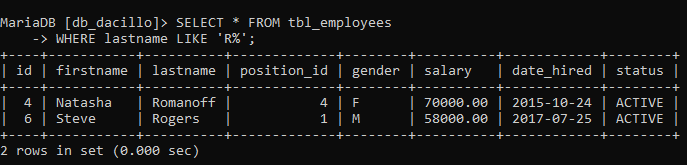 MariaDB [db_dacillo]> SELECT * FROM tbl_employees
    -> WHERE lastname LIKE 'R%';
+----+-----------+----------+-------------+--------+----------+------------+--------+
| id | firstname | lastname | position_id | gender | salary   | date_hired | status |
+----+-----------+----------+-------------+--------+----------+------------+--------+
|  4 | Natasha   | Romanoff |           4 | F      | 70000.00 | 2015-10-24 | ACTIVE |
|  6 | Steve     | Rogers   |           1 | M      | 58000.00 | 2017-07-25 | ACTIVE |
+----+-----------+----------+-------------+--------+----------+------------+--------+
2 rows in set (0.000 sec)